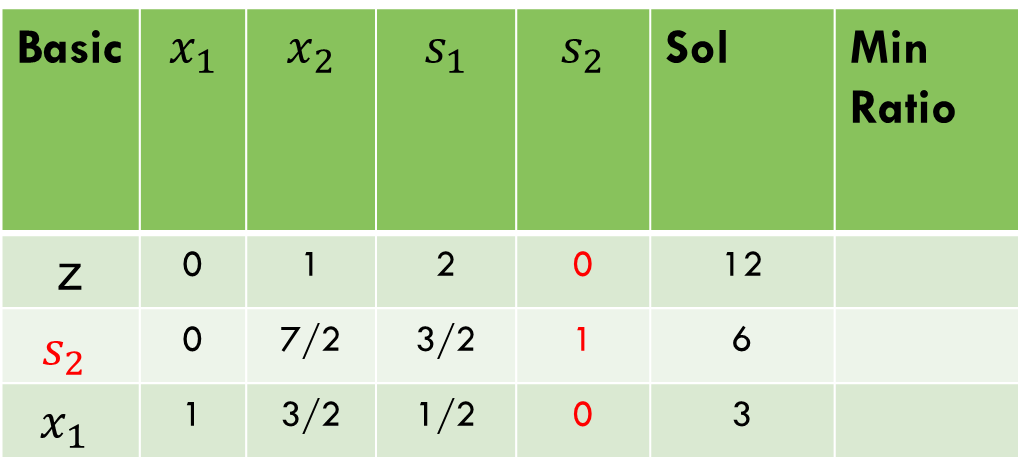 Basic x₁ x₂ s₁ s₂ Sol Min Ratio
z 0 1 2 0 12
s₂ 0 7/2 3/2 1 6
x₁ 1 3/2 1/2 0 3